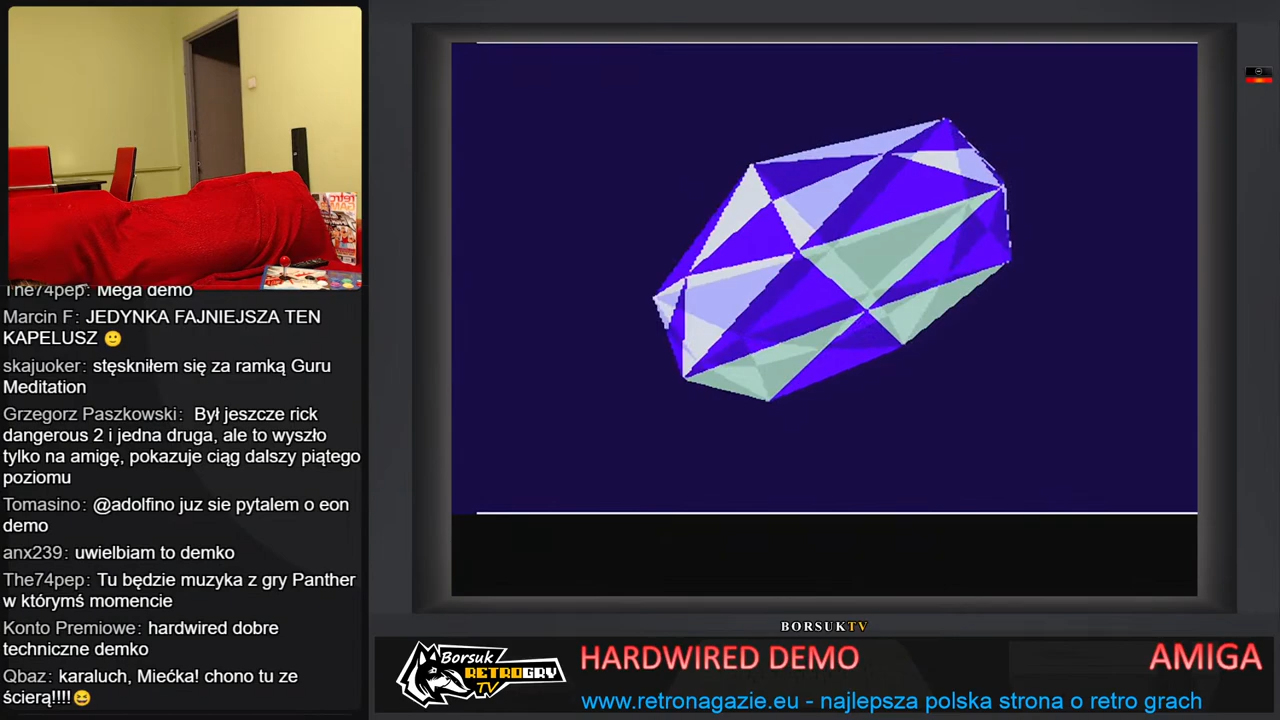 The74pep: Mega demo
Marcin F: JEDYNKA FAJNIEJSZA TEN
KAPELUSZ 🙂
skajuoker: stęskniłem się za ramką Guru
Meditation
Grzegorz Paszkowski: Był jeszcze rick
dangerous 2 i jedna druga, ale to wyszło
tylko na amigę, pokazuje ciąg dalszy piątego
poziomu
Tomasino: @adolfino juz sie pytalem o eon
demo
anx239: uwielbiam to demko
The74pep: Tu będzie muzyka z gry Panther
w którymś momencie
Konto Premiowe: hardwired dobre
techniczne demko
Qbaz: karaluch, Miećka! chono tu ze
ścierą!!!!😆
BORSUKTV
Borsuk
RETROGRY
TV
HARDWIRED DEMO
AMIGA
www.retronagazie.eu - najlepsza polska strona o retro grach